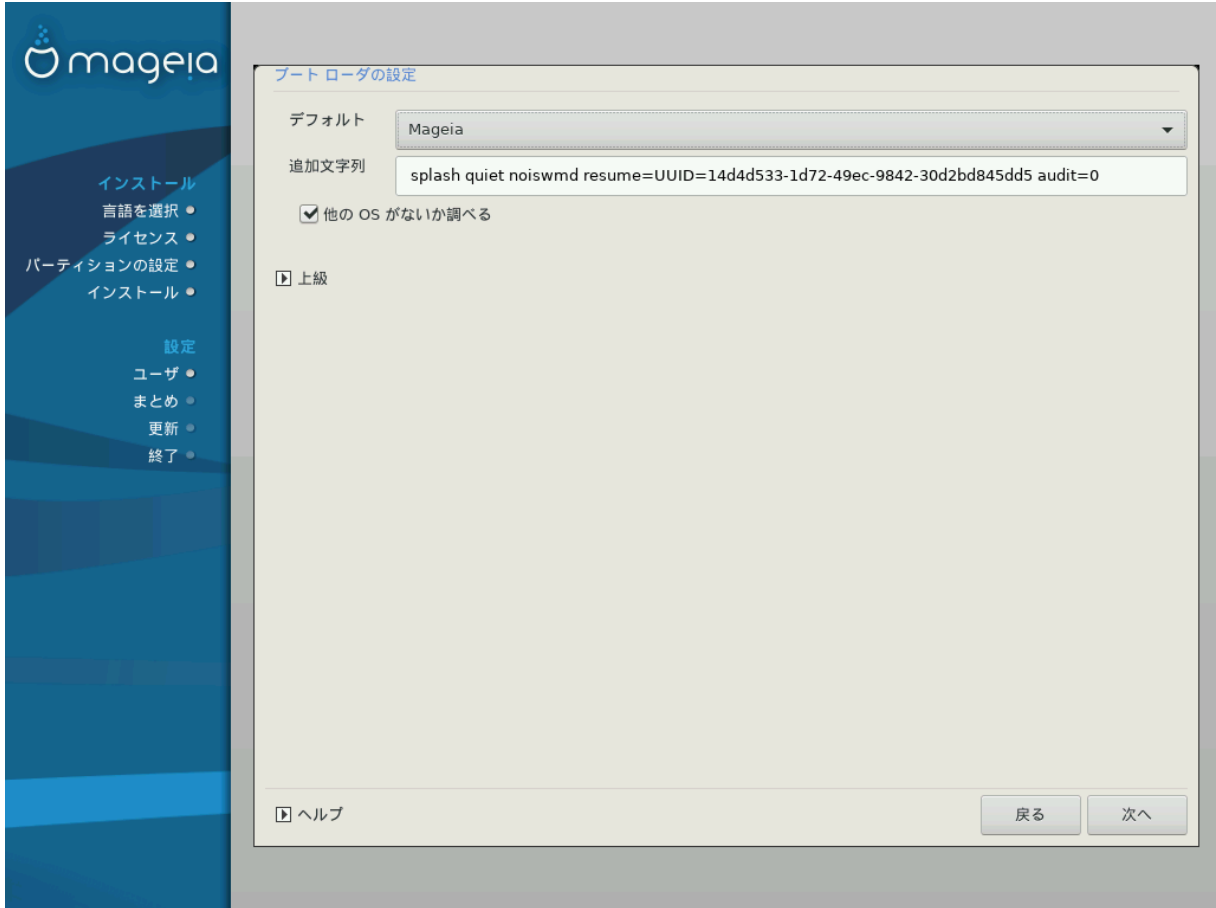 mageia
インストール
言語を選択
ライセンス
パーティションの設定
インストール
設定
ユーザ
まとめ
更新
終了
ブート ローダの設定
デフォルト
Mageia
追加文字列
splash quiet noiswmd resume=UUID=14d4d533-1d72-49ec-9842-30d2bd845dd5 audit=0
他の OS がないか調べる
上級
ヘルプ
戻る
次へ